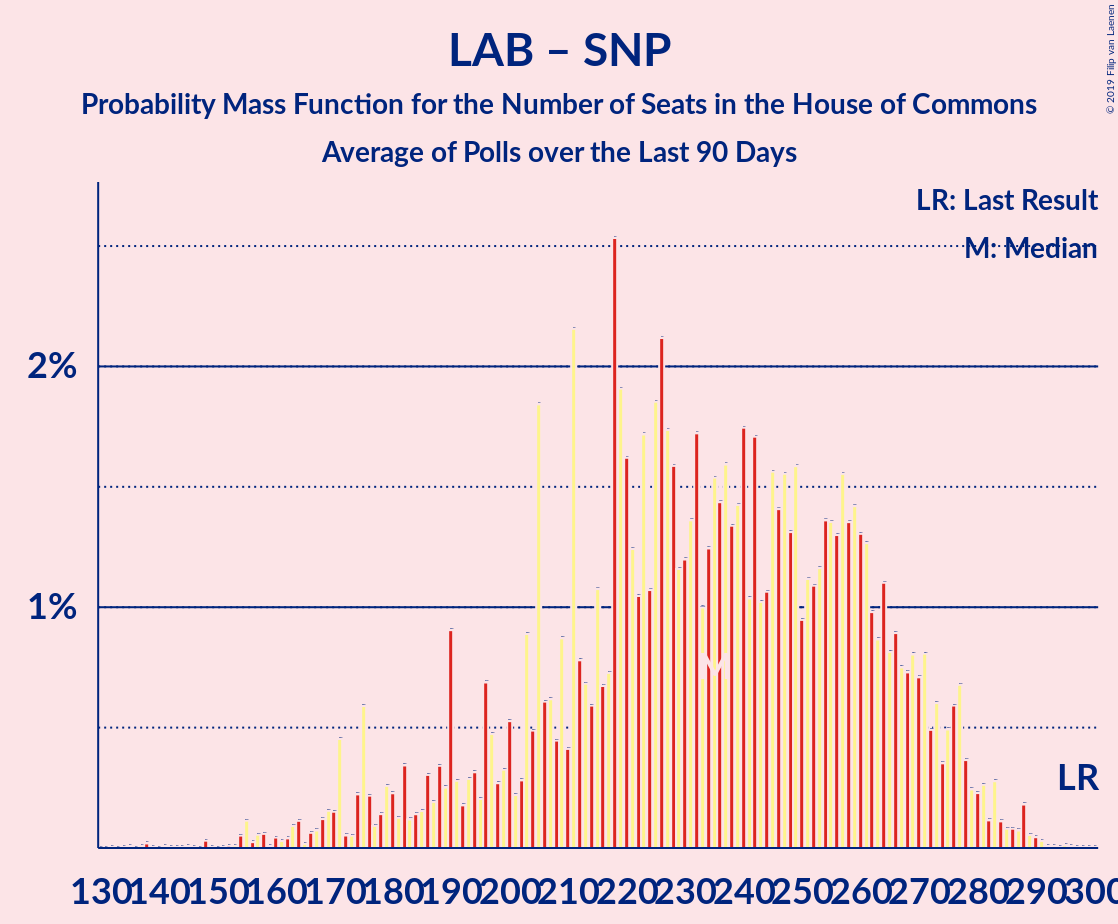 LAB – SNP
Probability Mass Function for the Number of Seats in the House of Commons
Average of Polls over the Last 90 Days
© 2019 Filip van Laenen
LR: Last Result
M: Median
2%
1%
M
LR
130 140 150 160 170 180 190 200 210 220 230 240 250 260 270 280 290 300